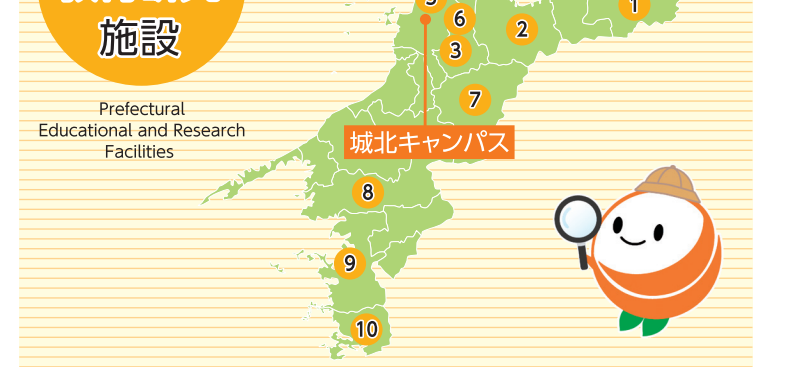 施設
Prefectural
Educational and Research
Facilities
1
6
2
3
7
城北キャンパス
8
9
10